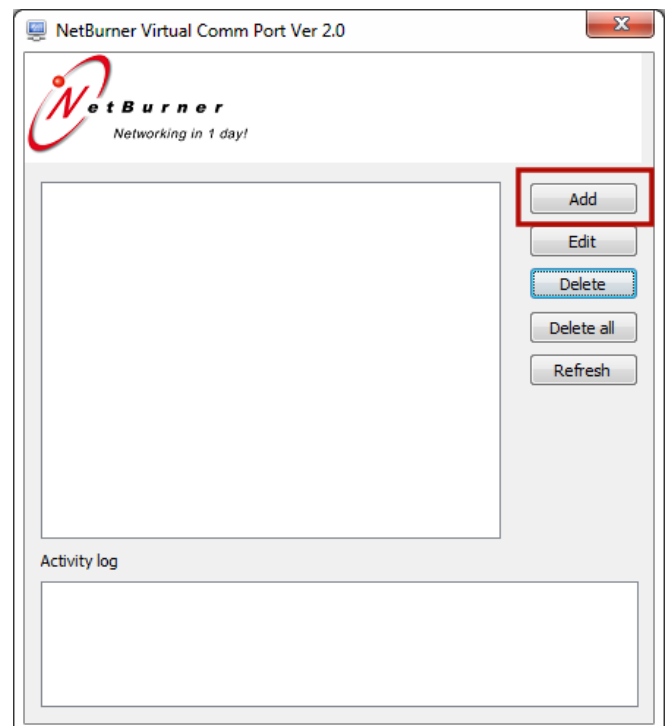 NetBurner Virtual Comm Port Ver 2.0
X
NetBurner
Networking in 1 day!
Add
Edit
Delete
Delete all
Refresh
Activity log